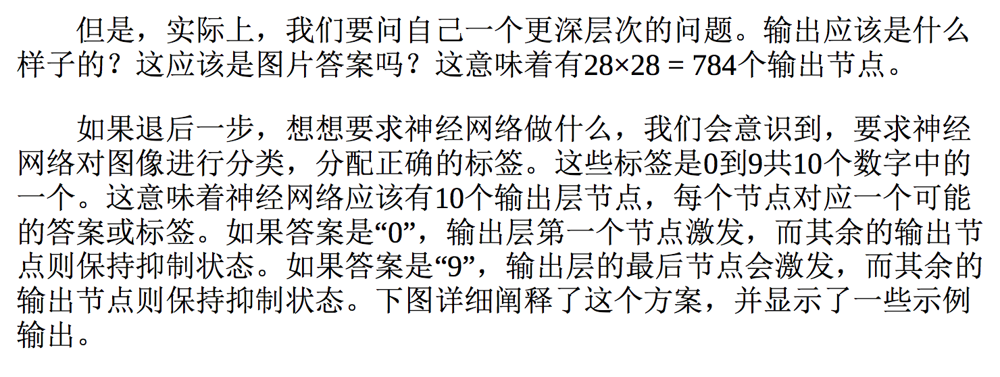 但是，实际上，我们要问自己一个更深层次的问题。输出应该是什么
样子的？这应该是图片答案吗？这意味着有28×28 = 784个输出节点。
如果退后一步，想想要求神经网络做什么，我们会意识到，要求神经
网络对图像进行分类，分配正确的标签。这些标签是0到9共10个数字中的
一个。这意味着神经网络应该有10个输出层节点，每个节点对应一个可能
的答案或标签。如果答案是“0”，输出层第一个节点激发，而其余的输出节
点则保持抑制状态。如果答案是“9”，输出层的最后节点会激发，而其余的
输出节点则保持抑制状态。下图详细阐释了这个方案，并显示了一些示例
输出。